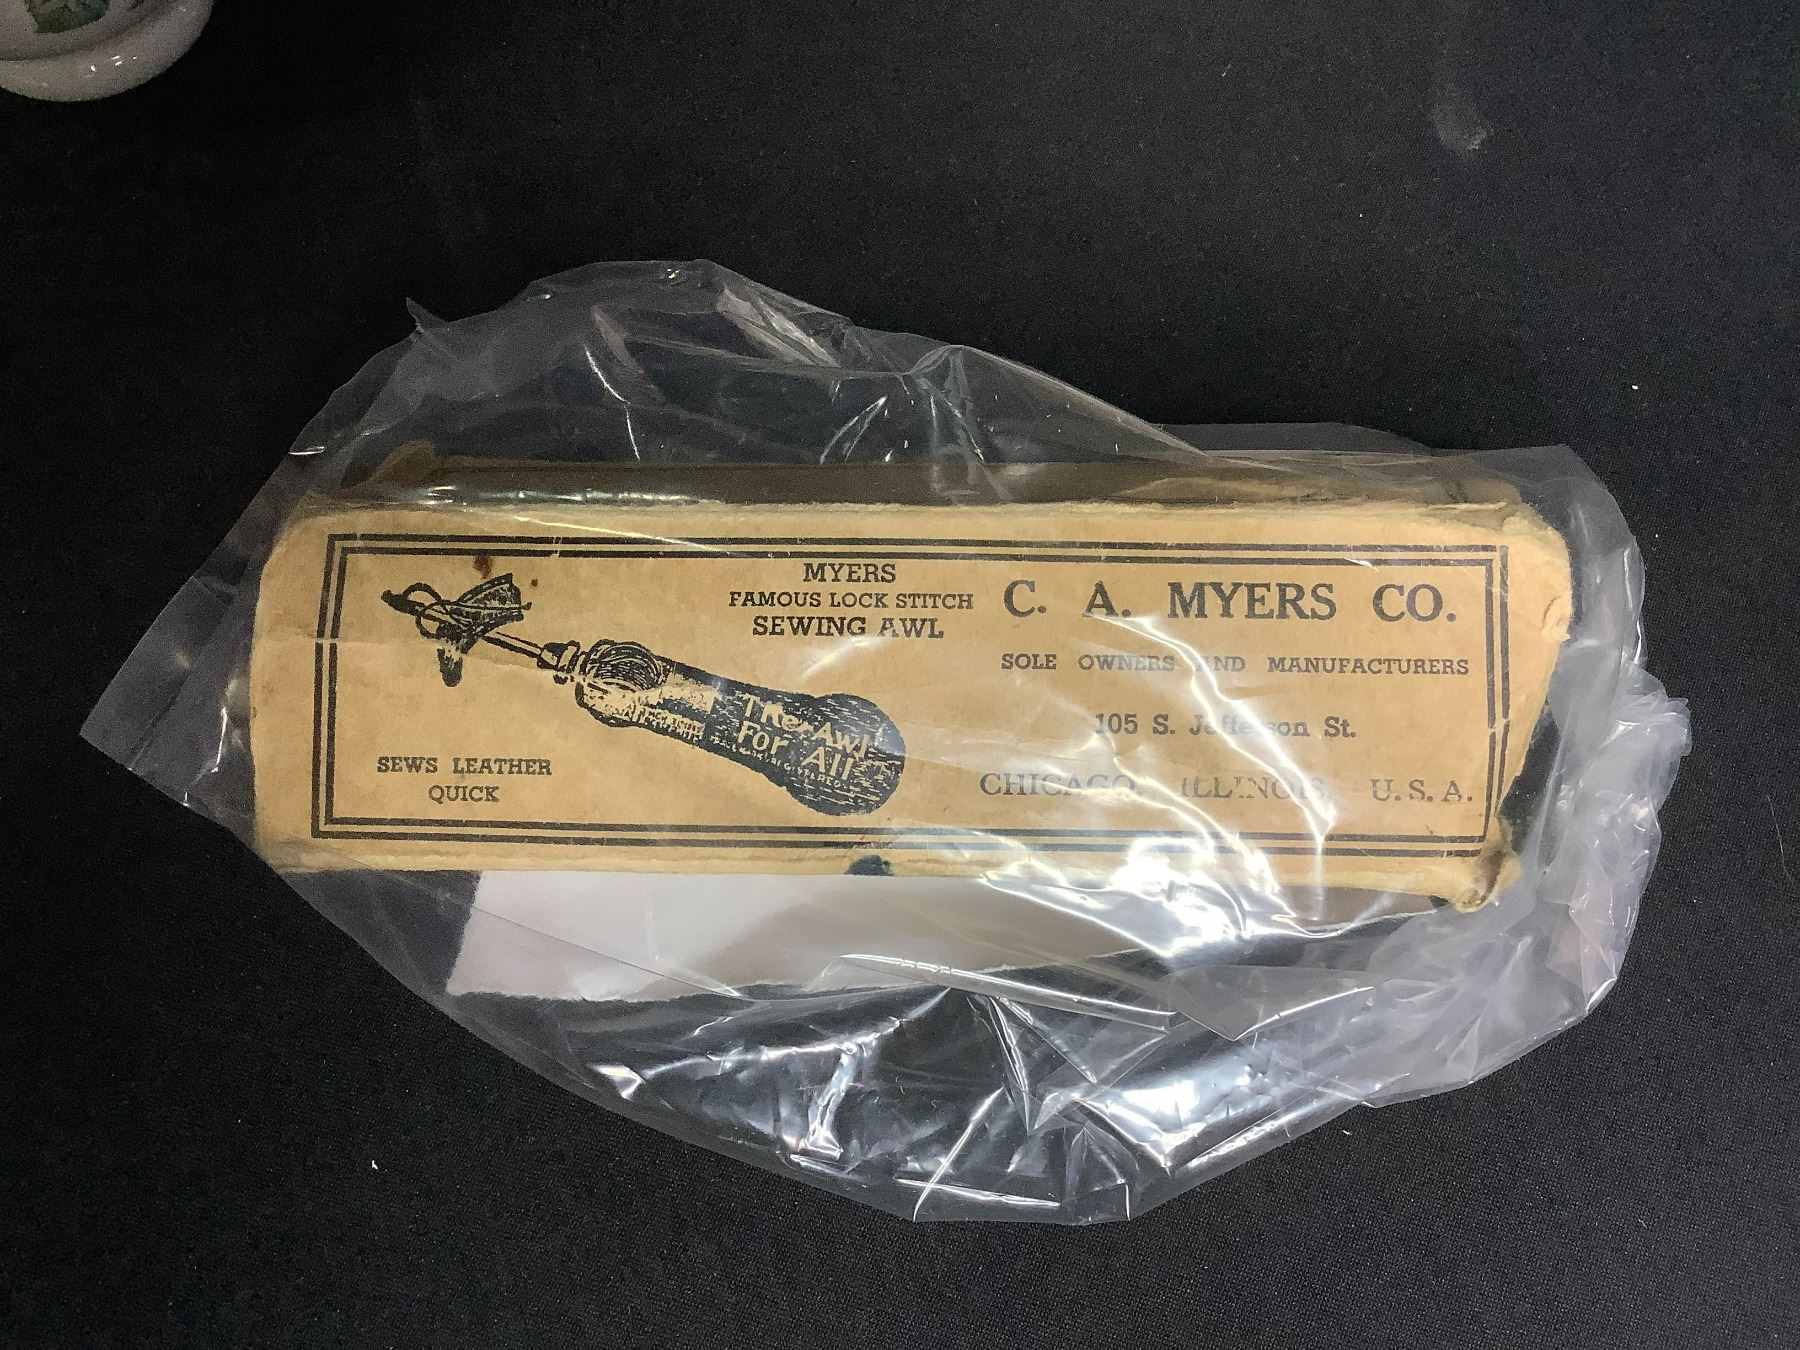 MYERS
FAMOUS LOCK STITCH
SEWING AWL
The Awl
For All
SEWS LEATHER
QUICK
C. A. MYERS CO.
SOLE OWNERS AND MANUFACTURERS
105 S. Jefferson St.
CHICAGO, ILLINOIS, U. S. A.